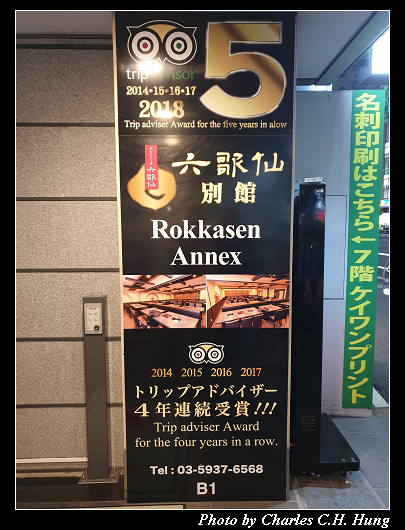 tripadvisor
2014・15・16・17
2018
5
Trip adviser Award for the five years in alow
六歌仙
六歌仙
別館
Rokkasen
Annex
2014 2015 2016 2017
トリップアドバイザー
4年連続受賞!!!
Trip adviser Award
for the four years in a row.
Tel : 03-5937-6568
B1
名刺印刷はこちら←7階 ケイワンプリント
Photo by Charles C.H. Hung